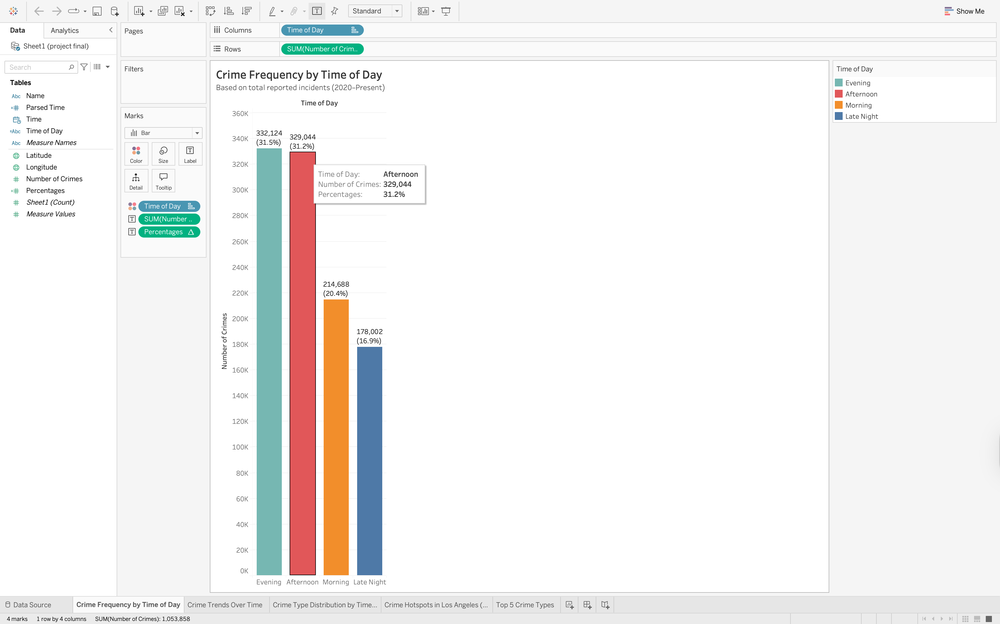 Standard
Show Me
Data
Analytics
Pages
Columns
Time of Day
Sheet1 (project final)
Rows
SUM(Number of Crim..
Search
Filters
Tables
Abc Name
Parsed Time
Time
=Abc Time of Day
Abc Measure Names
Latitude
Longitude
Number of Crimes
Percentages
Sheet1 (Count)
Measure Values
Marks
Bar
Color
Size
Label
Detail
Tooltip
Time of Day
SUM(Number ..
Percentages
Crime Frequency by Time of Day
Based on total reported incidents (2020–Present)
Time of Day
360K
340K
320K
300K
280K
260K
240K
220K
200K
180K
160K
140K
120K
100K
80K
60K
40K
20K
0K
Number of Crimes
332,124
(31.5%)
329,044
(31.2%)
214,688
(20.4%)
178,002
(16.9%)
Time of Day: Afternoon
Number of Crimes: 329,044
Percentages: 31.2%
Evening
Afternoon
Morning
Late Night
Time of Day
Evening
Afternoon
Morning
Late Night
Data Source
Crime Frequency by Time of Day
Crime Trends Over Time
Crime Type Distribution by Time...
Crime Hotspots in Los Angeles (...
Top 5 Crime Types
4 marks
1 row by 4 columns
SUM(Number of Crimes): 1,053,858